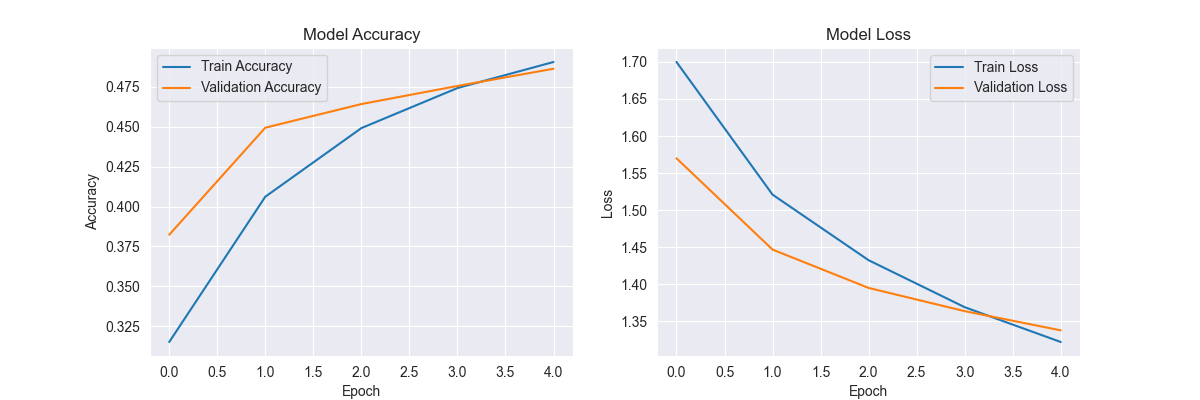 Model Accuracy
Train Accuracy
Validation Accuracy
0.475
0.450
0.425
0.400
0.375
0.350
0.325
Accuracy
0.0 0.5 1.0 1.5 2.0 2.5 3.0 3.5 4.0
Epoch
Model Loss
Train Loss
Validation Loss
1.70
1.65
1.60
1.55
1.50
1.45
1.40
1.35
Loss
0.0 0.5 1.0 1.5 2.0 2.5 3.0 3.5 4.0
Epoch